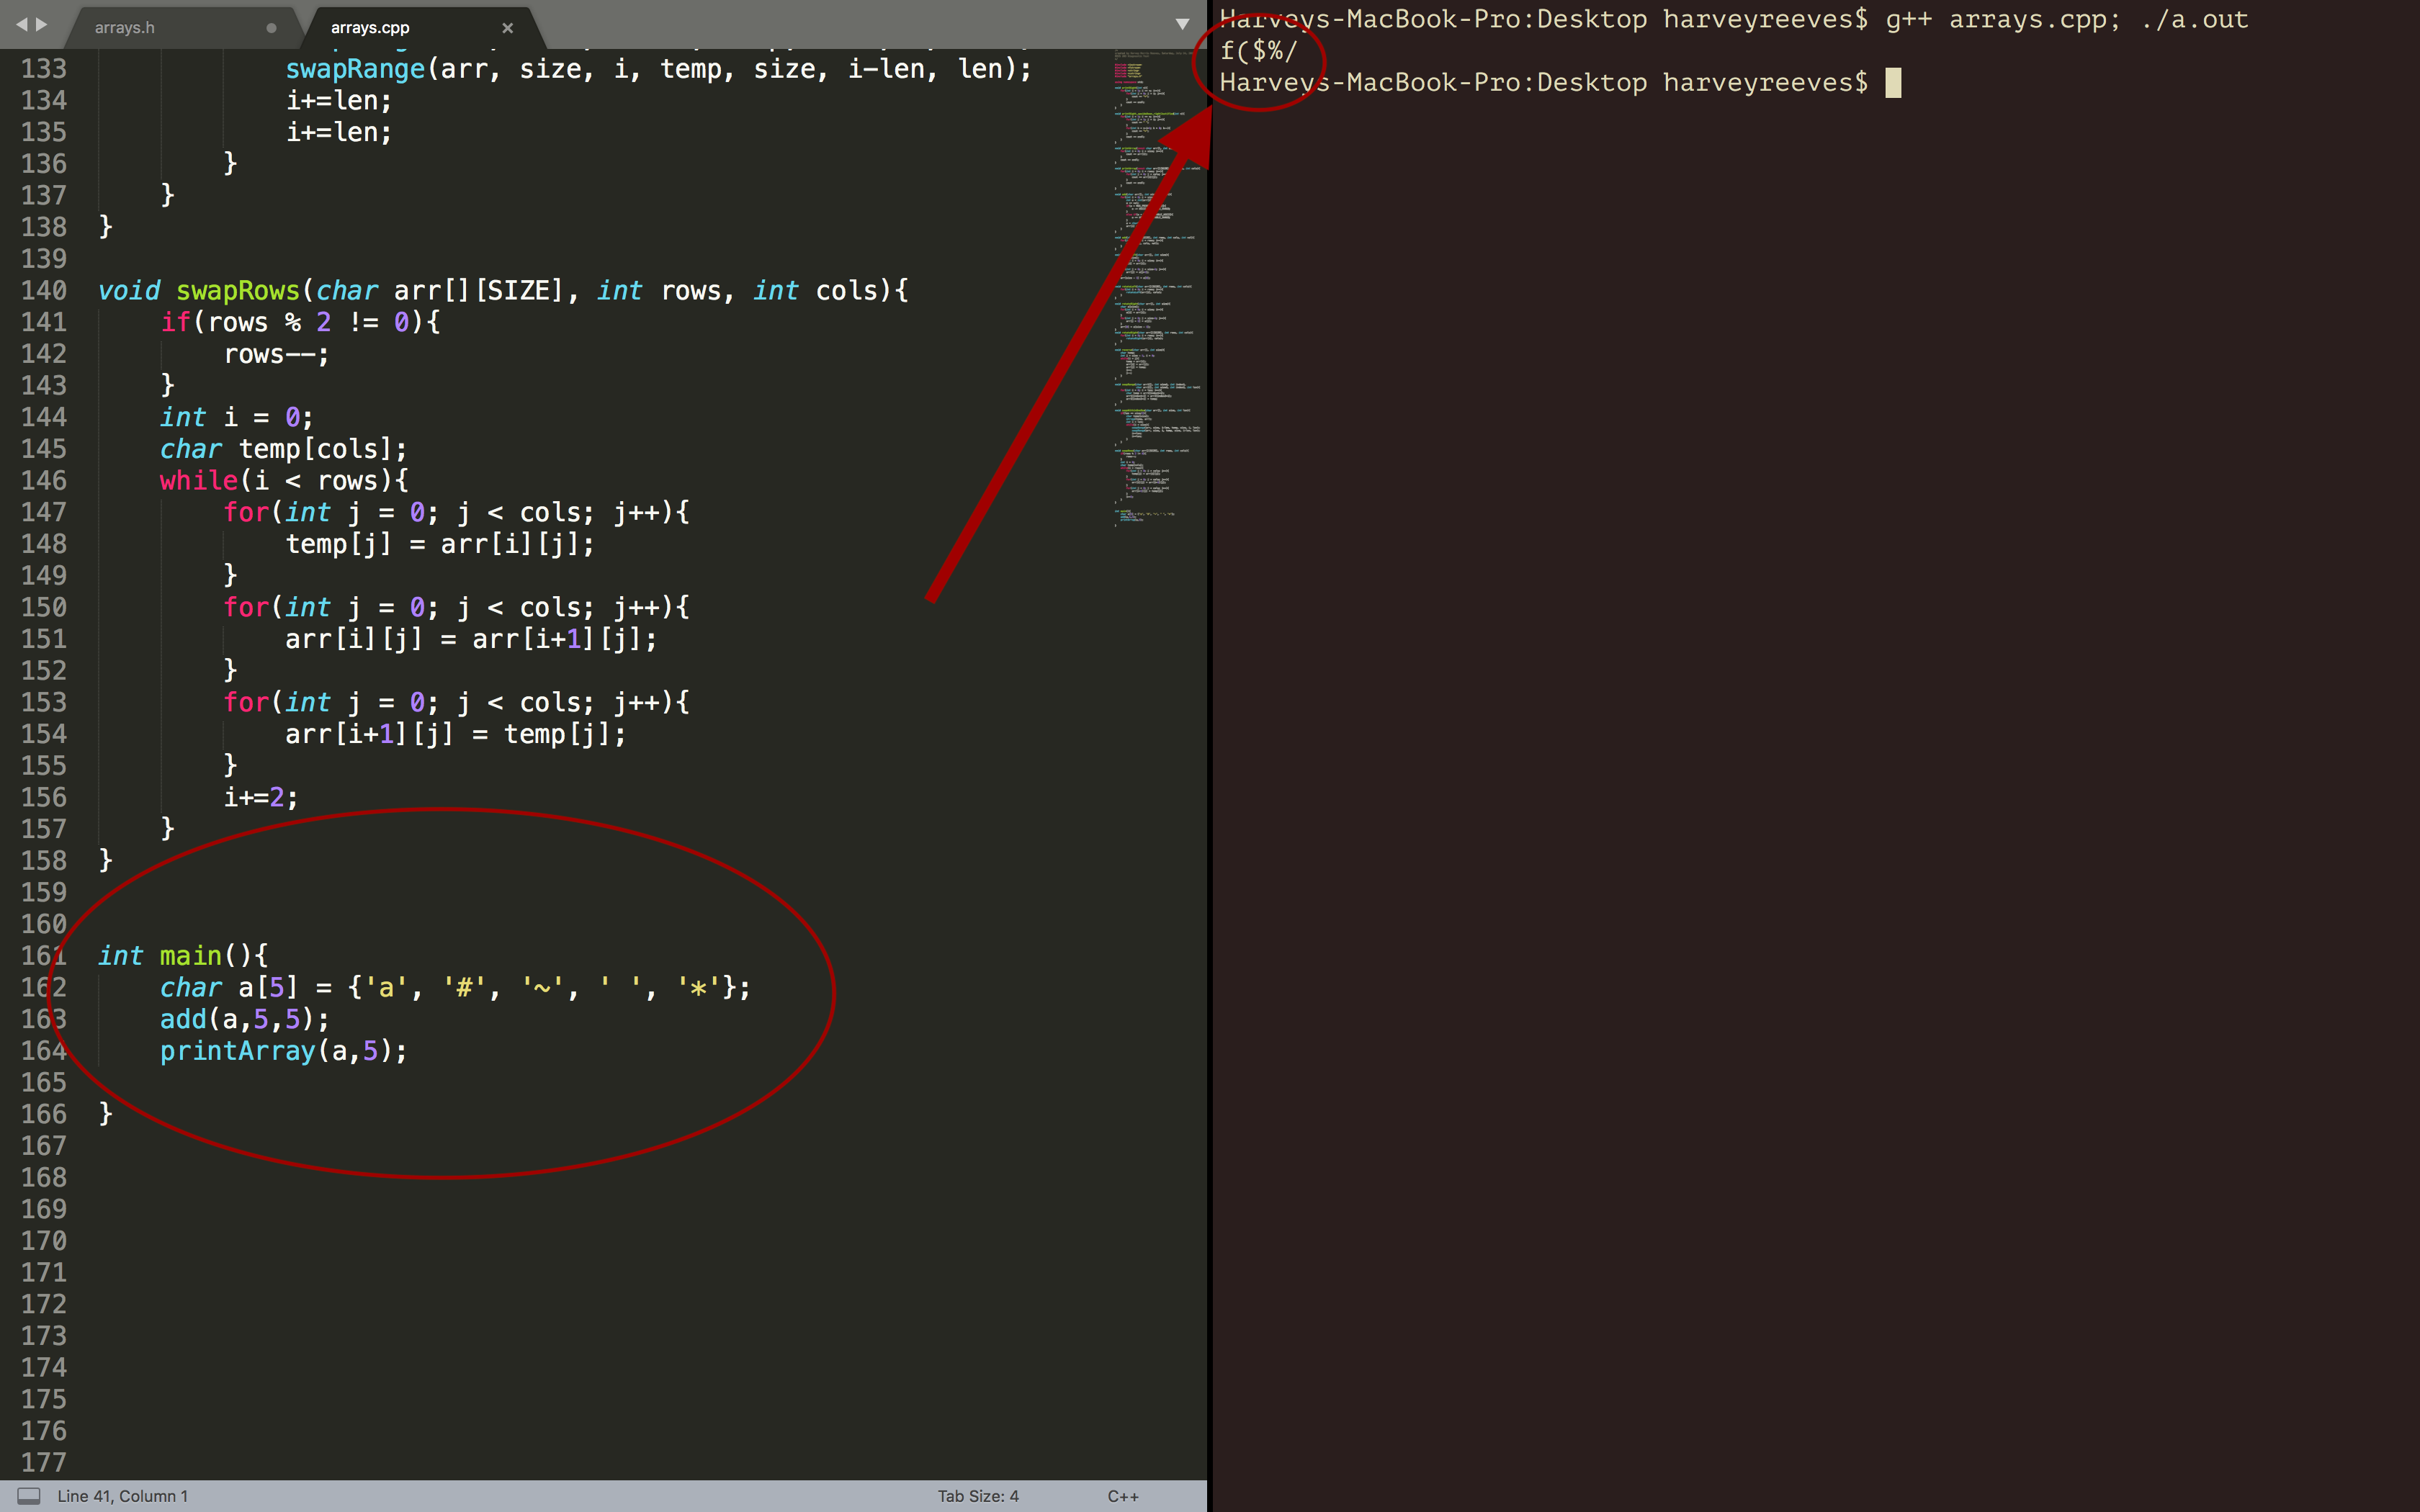 arrays.h
arrays.cpp
133 swapRange(arr, size, i, temp, size, i-len, len);
134 i+=len;
135 i+=len;
136 }
137 }
138 }
139
140 void swapRows(char arr[][SIZE], int rows, int cols){
141 if(rows % 2 != 0){
142 rows--;
143 }
144 int i = 0;
145 char temp[cols];
146 while(i < rows){
147 for(int j = 0; j < cols; j++){
148 temp[j] = arr[i][j];
149 }
150 for(int j = 0; j < cols; j++){
151 arr[i][j] = arr[i+1][j];
152 }
153 for(int j = 0; j < cols; j++){
154 arr[i+1][j] = temp[j];
155 }
156 i+=2;
157 }
158 }
159
160
161 int main(){
162 char a[5] = {'a', '#', '~', ' ', '*'};
163 add(a,5,5);
164 printArray(a,5);
165
166 }
167
168
169
170
171
172
173
174
175
176
177
Line 41, Column 1
Tab Size: 4
C++
Harveys-MacBook-Pro:Desktop harveyreeves$ g++ arrays.cpp; ./a.out
f($%/
Harveys-MacBook-Pro:Desktop harveyreeves$